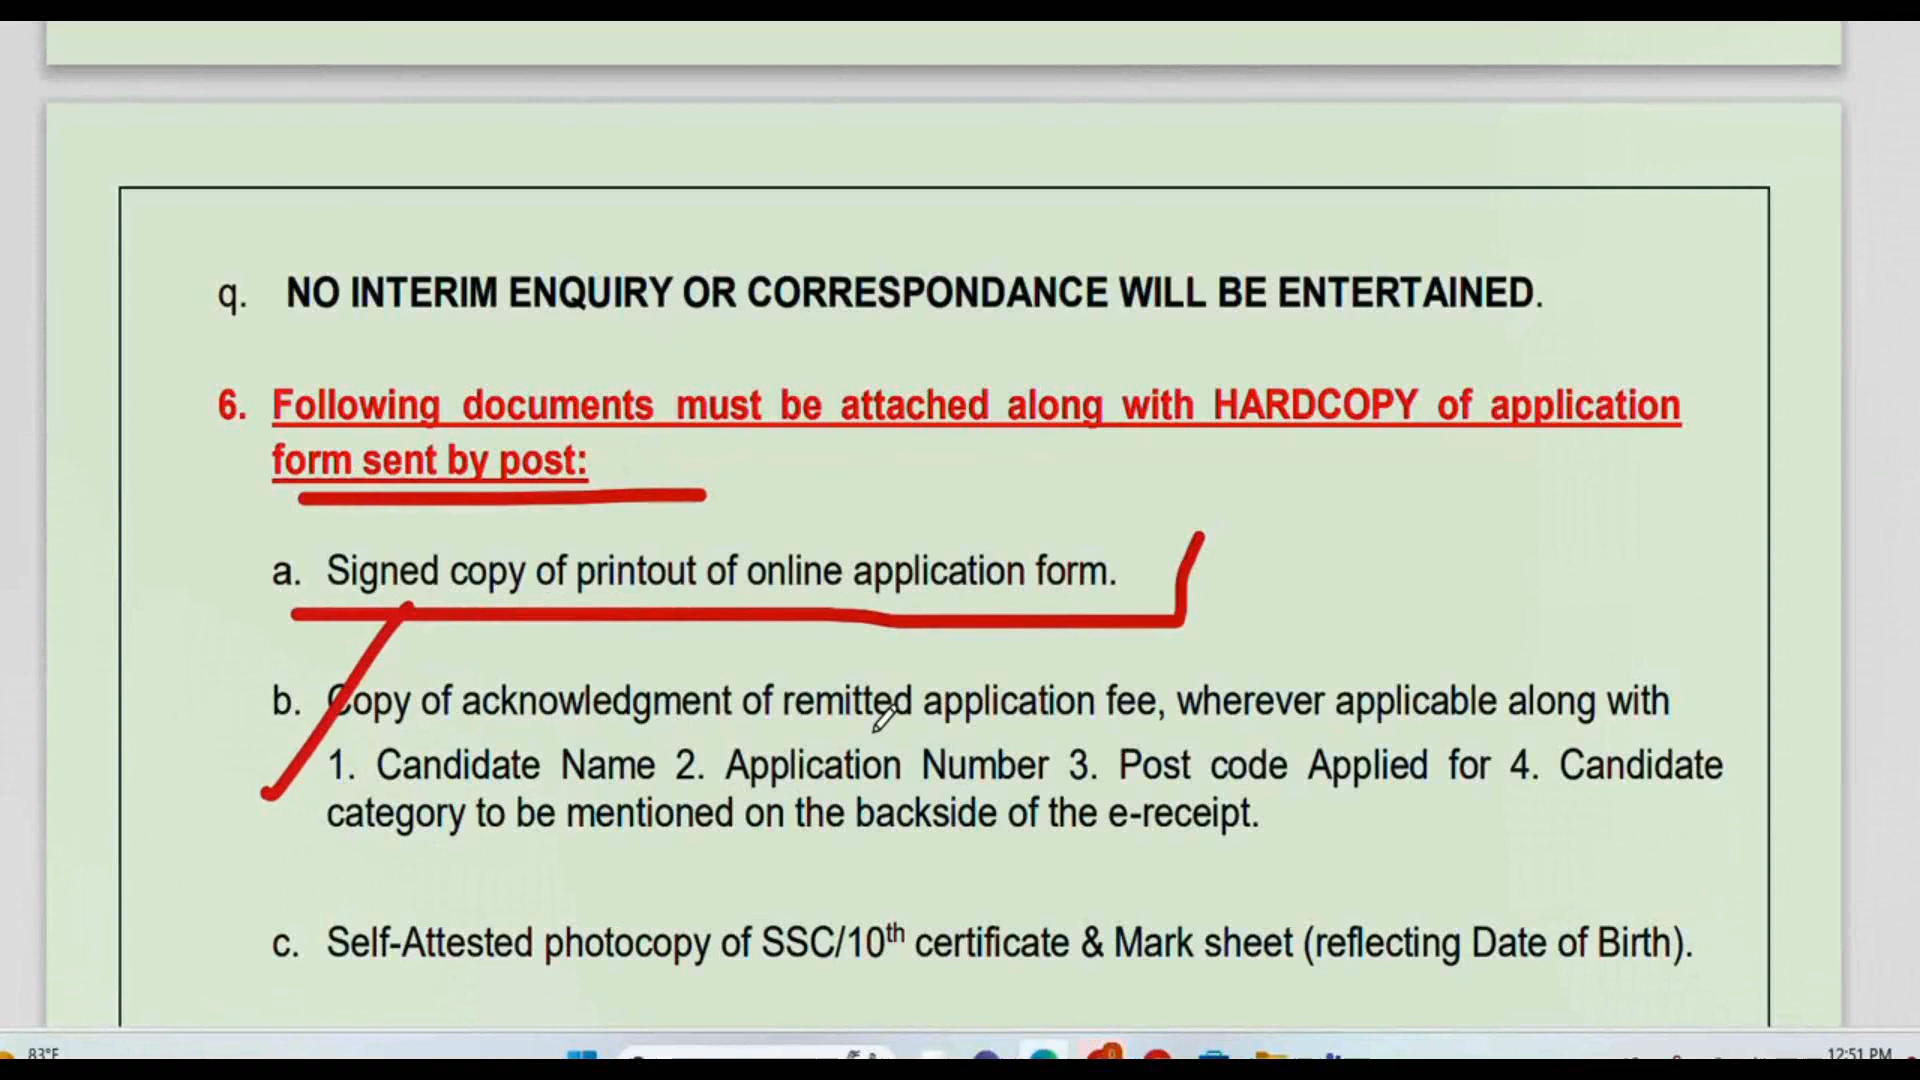 q. NO INTERIM ENQUIRY OR CORRESPONDANCE WILL BE ENTERTAINED.
6. Following documents must be attached along with HARDCOPY of application
form sent by post:
a. Signed copy of printout of online application form.
b. Copy of acknowledgment of remitted application fee, wherever applicable along with
1. Candidate Name 2. Application Number 3. Post code Applied for 4. Candidate
category to be mentioned on the backside of the e-receipt.
c. Self-Attested photocopy of SSC/10th certificate & Mark sheet (reflecting Date of Birth).
83°F
12:51 PM